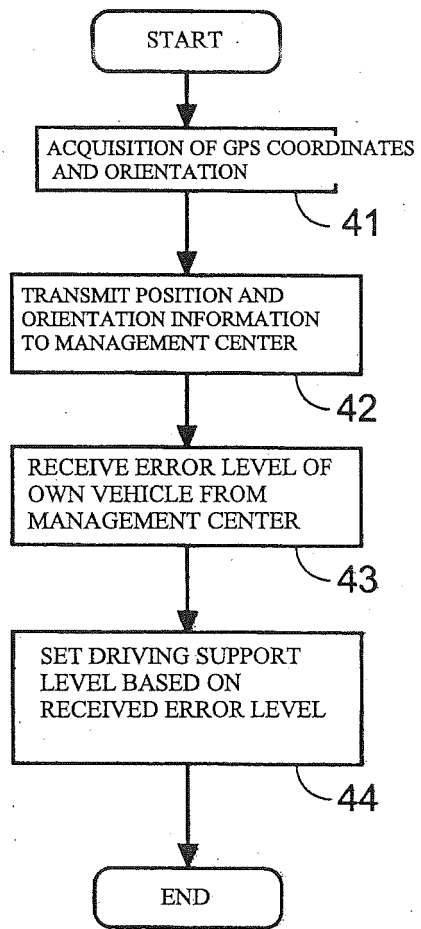 START
ACQUISITION OF GPS COORDINATES
AND ORIENTATION
41
TRANSMIT POSITION AND
ORIENTATION INFORMATION
TO MANAGEMENT CENTER
42
RECEIVE ERROR LEVEL OF
OWN VEHICLE FROM
MANAGEMENT CENTER
43
SET DRIVING SUPPORT
LEVEL BASED ON
RECEIVED ERROR LEVEL
44
END